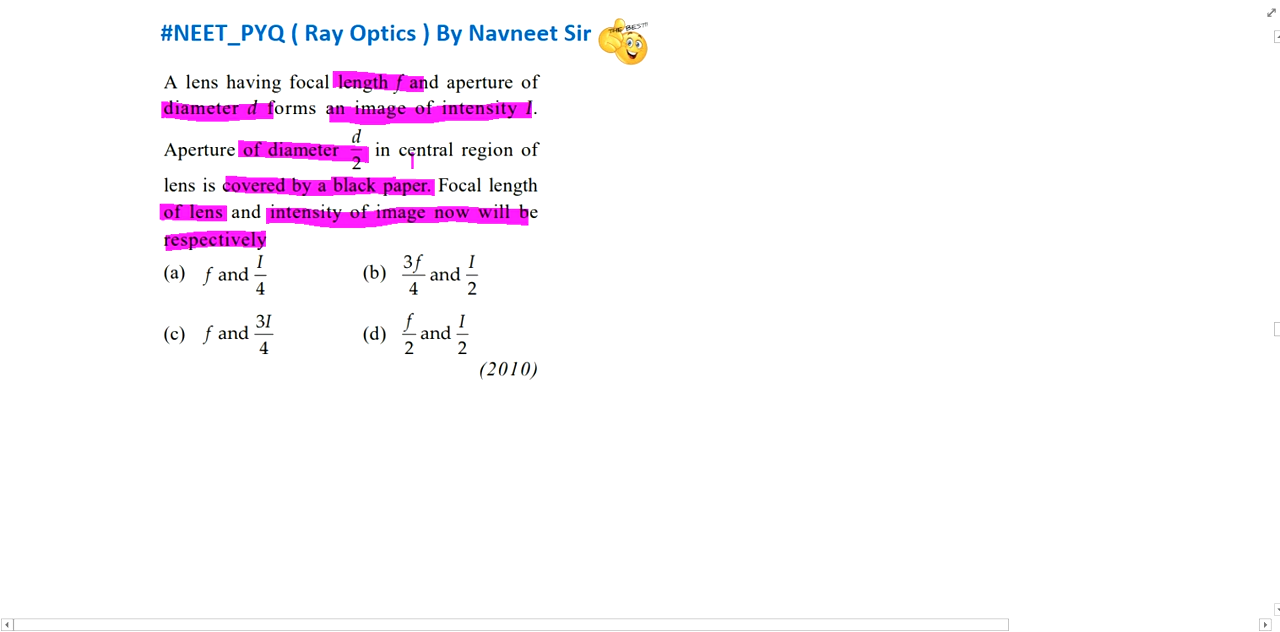 #NEET_PYQ ( Ray Optics ) By Navneet Sir
THE BEST!!
A lens having focal length f and aperture of
diameter d forms an image of intensity I.
Aperture of diameter d/2 in central region of
lens is covered by a black paper. Focal length
of lens and intensity of image now will be
respectively
(a) f and I/4 (b) 3f/4 and I/2
(c) f and 3I/4 (d) f/2 and I/2
(2010)